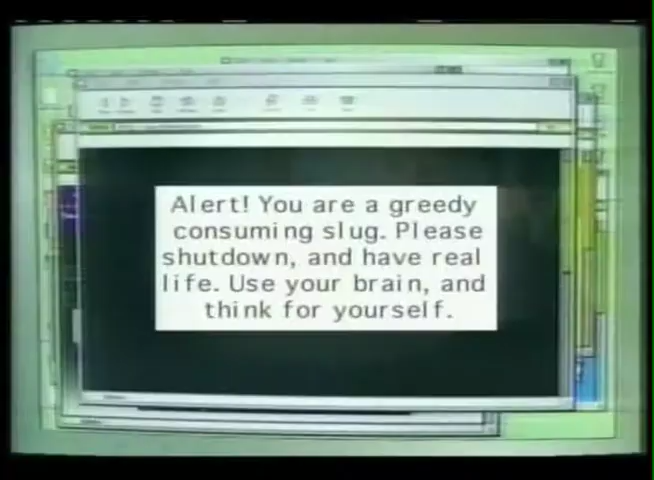 Alert! You are a greedy
consuming slug. Please
shutdown, and have real
life. Use your brain, and
think for yourself.